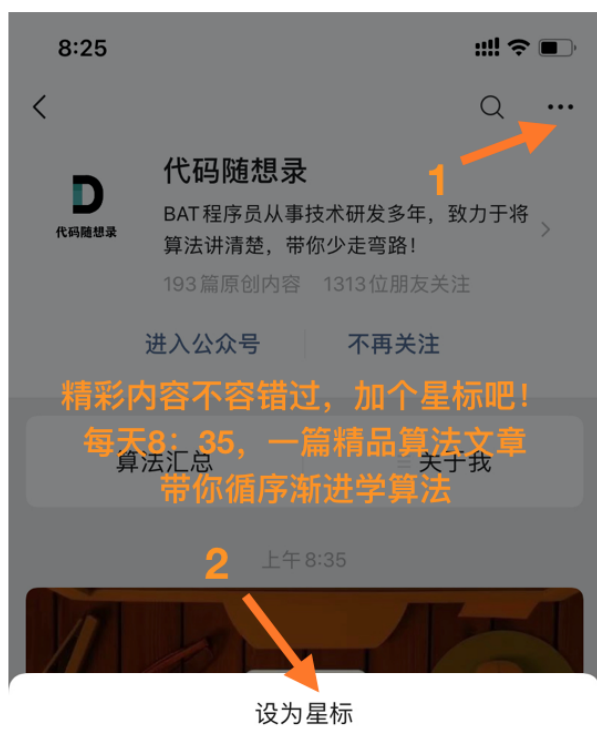 8:25
1
代码随想录
BAT程序员从事技术研发多年，致力于将
算法讲清楚，带你少走弯路！
193篇原创内容 1313位朋友关注
D
代码随想录
进入公众号 不再关注
精彩内容不容错过，加个星标吧！
每天8：35，一篇精品算法文章
算法汇总 关于我
带你循序渐进学算法
上午8:35
2
设为星标